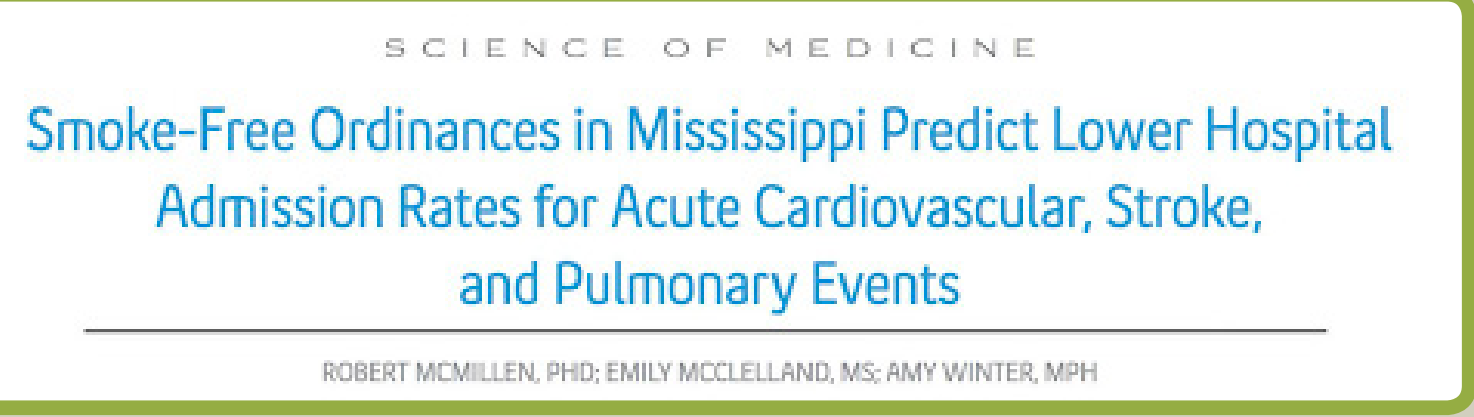 SCIENCE OF MEDICINE
Smoke-Free Ordinances in Mississippi Predict Lower Hospital
Admission Rates for Acute Cardiovascular, Stroke,
and Pulmonary Events
ROBERT MCMILLEN, PHD; EMILY MCCLELLAND, MS; AMY WINTER, MPH